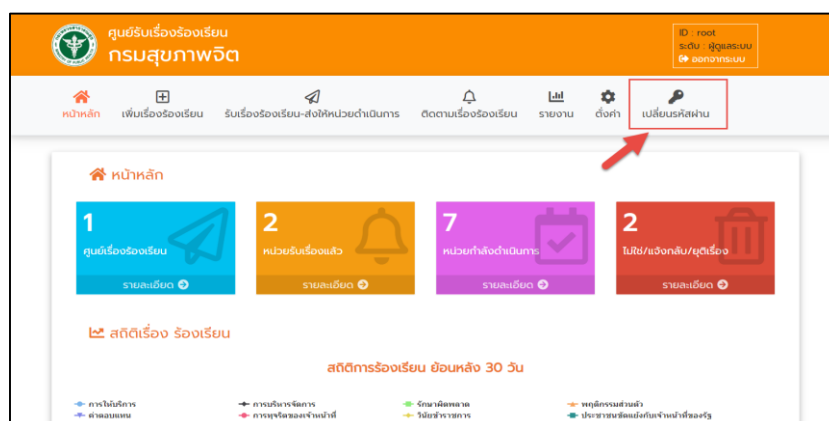 ศูนย์รับเรื่องร้องเรียน
กรมสุขภาพจิต
ID : root
ระดับ : ผู้ดูแลระบบ
ออกจากระบบ
หน้าหลัก
เพิ่มเรื่องร้องเรียน
รับเรื่องร้องเรียน-ส่งให้หน่วยดำเนินการ
ติดตามเรื่องร้องเรียน
รายงาน
ตั้งค่า
เปลี่ยนรหัสผ่าน
หน้าหลัก
1
ศูนย์เรื่องร้องเรียน
รายละเอียด
2
หน่วยรับเรื่องแล้ว
รายละเอียด
7
หน่วยกำลังดำเนินการ
รายละเอียด
2
ไม่ใช่/แจ้งกลับ/ยุติเรื่อง
รายละเอียด
สถิติเรื่อง ร้องเรียน
สถิติการร้องเรียน ย้อนหลัง 30 วัน
การให้บริการ
การบริหารจัดการ
รักษาผิดพลาด
พฤติกรรมส่วนตัว
ค่าตอบแทน
การทุจริตของเจ้าหน้าที่
วินัยข้าราชการ
ประชาชนขัดแย้งกับเจ้าหน้าที่ของรัฐ